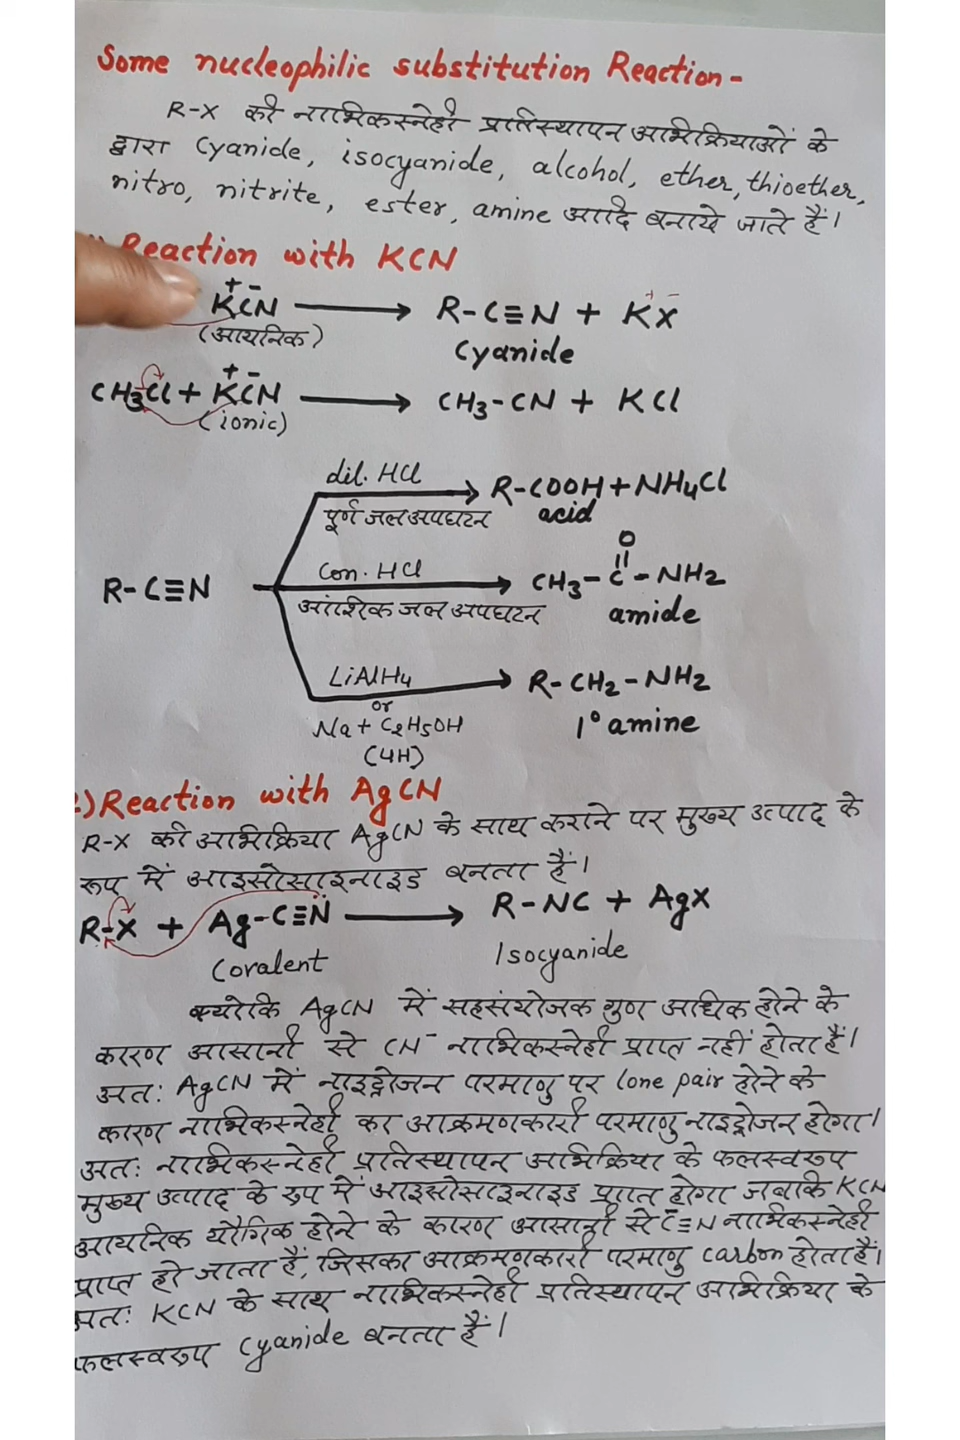 Some nucleophilic substitution Reaction-
R-X की नाभिकस्नेही प्रतिस्थापन अभिक्रियाओं के
द्वारा Cyanide, isocyanide, alcohol, ether, thioether,
nitro, nitrite, ester, amine आदि बनाये जाते हैं।
Reaction with KCN
K⁺CN⁻ ⟶ R-C≡N + K⁺X⁻
(आयनिक) Cyanide
CH₃Cl + K⁺CN⁻ ⟶ CH₃-CN + KCl
(ionic)
dil. HCl ⟶ R-COOH + NH₄Cl
पूर्ण जल अपघटन acid
O
R-C≡N Con. HCl ⟶ CH₃-C-NH₂
आंशिक जल अपघटन amide
LiAlH₄ ⟶ R-CH₂-NH₂
or
Na + C₂H₅OH 1° amine
(4H)
)Reaction with AgCN
R-X की अभिक्रिया AgCN के साथ कराने पर मुख्य उत्पाद के
रूप में आइसोसाइनाइड बनता है।
R-X + Ag-C≡N̈ ⟶ R-NC + AgX
Covalent Isocyanide
क्योकि AgCN में सहसंयोजक गुण अधिक होने के
कारण आसानी से CN⁻ नाभिकस्नेही प्राप्त नहीं होता हैं।
अतः AgCN में नाइट्रोजन परमाणु पर lone pair होने के
कारण नाभिकस्नेही का आक्रमणकारी परमाणु नाइट्रोजन होगा।
अतः नाभिकस्नेही प्रतिस्थापन अभिक्रिया के फलस्वरूप
मुख्य उत्पाद के रूप में आइसोसाइनाइड प्राप्त होगा जबकि KCN
आयनिक यौगिक होने के कारण आसानी से C̄≡N नाभिकस्नेही
प्राप्त हो जाता हैं, जिसका आक्रमणकारी परमाणु carbon होता हैं।
अतः KCN के साथ नाभिकस्नेही प्रतिस्थापन अभिक्रिया के
फलस्वरूप Cyanide बनता हैं।